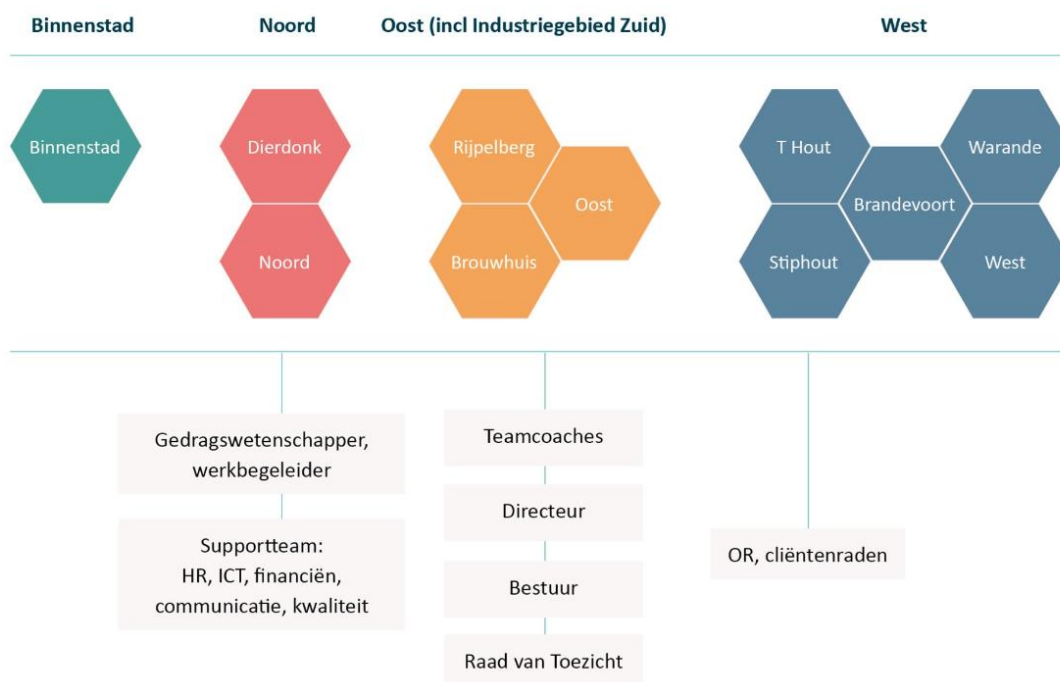 Binnenstad
Noord
Oost (incl Industriegebied Zuid)
West
Binnenstad
Dierdonk
Noord
Rijpelberg
Oost
Brouwhuis
T Hout
Warande
Brandevoort
Stiphout
West
Gedragswetenschapper,
werkbegeleider
Supportteam:
HR, ICT, financiën,
communicatie, kwaliteit
Teamcoaches
Directeur
Bestuur
Raad van Toezicht
OR, cliëntenraden